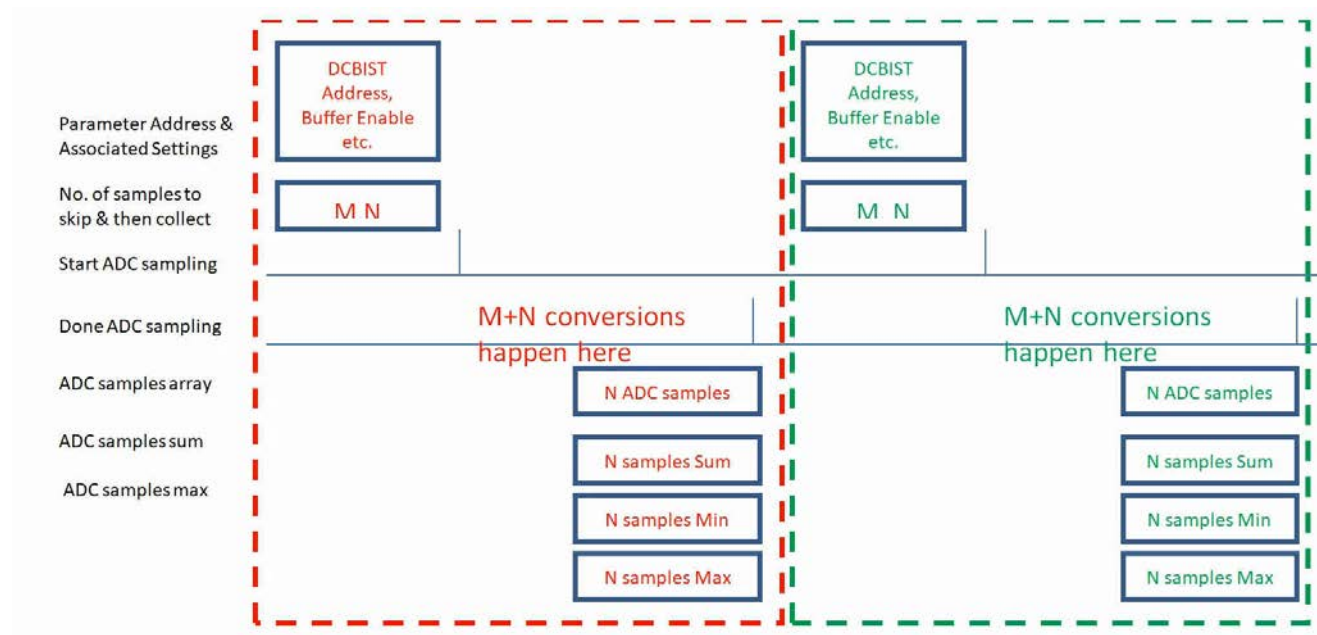 DCBIST
Address,
Buffer Enable
etc.
DCBIST
Address,
Buffer Enable
etc.
Parameter Address &
Associated Settings
No. of samples to
skip & then collect
M N
M N
Start ADC sampling
Done ADC sampling
M+N conversions
happen here
M+N conversions
happen here
ADC samples array
N ADC samples
N ADC samples
ADC samples sum
N samples Sum
N samples Sum
ADC samples max
N samples Min
N samples Min
N samples Max
N samples Max